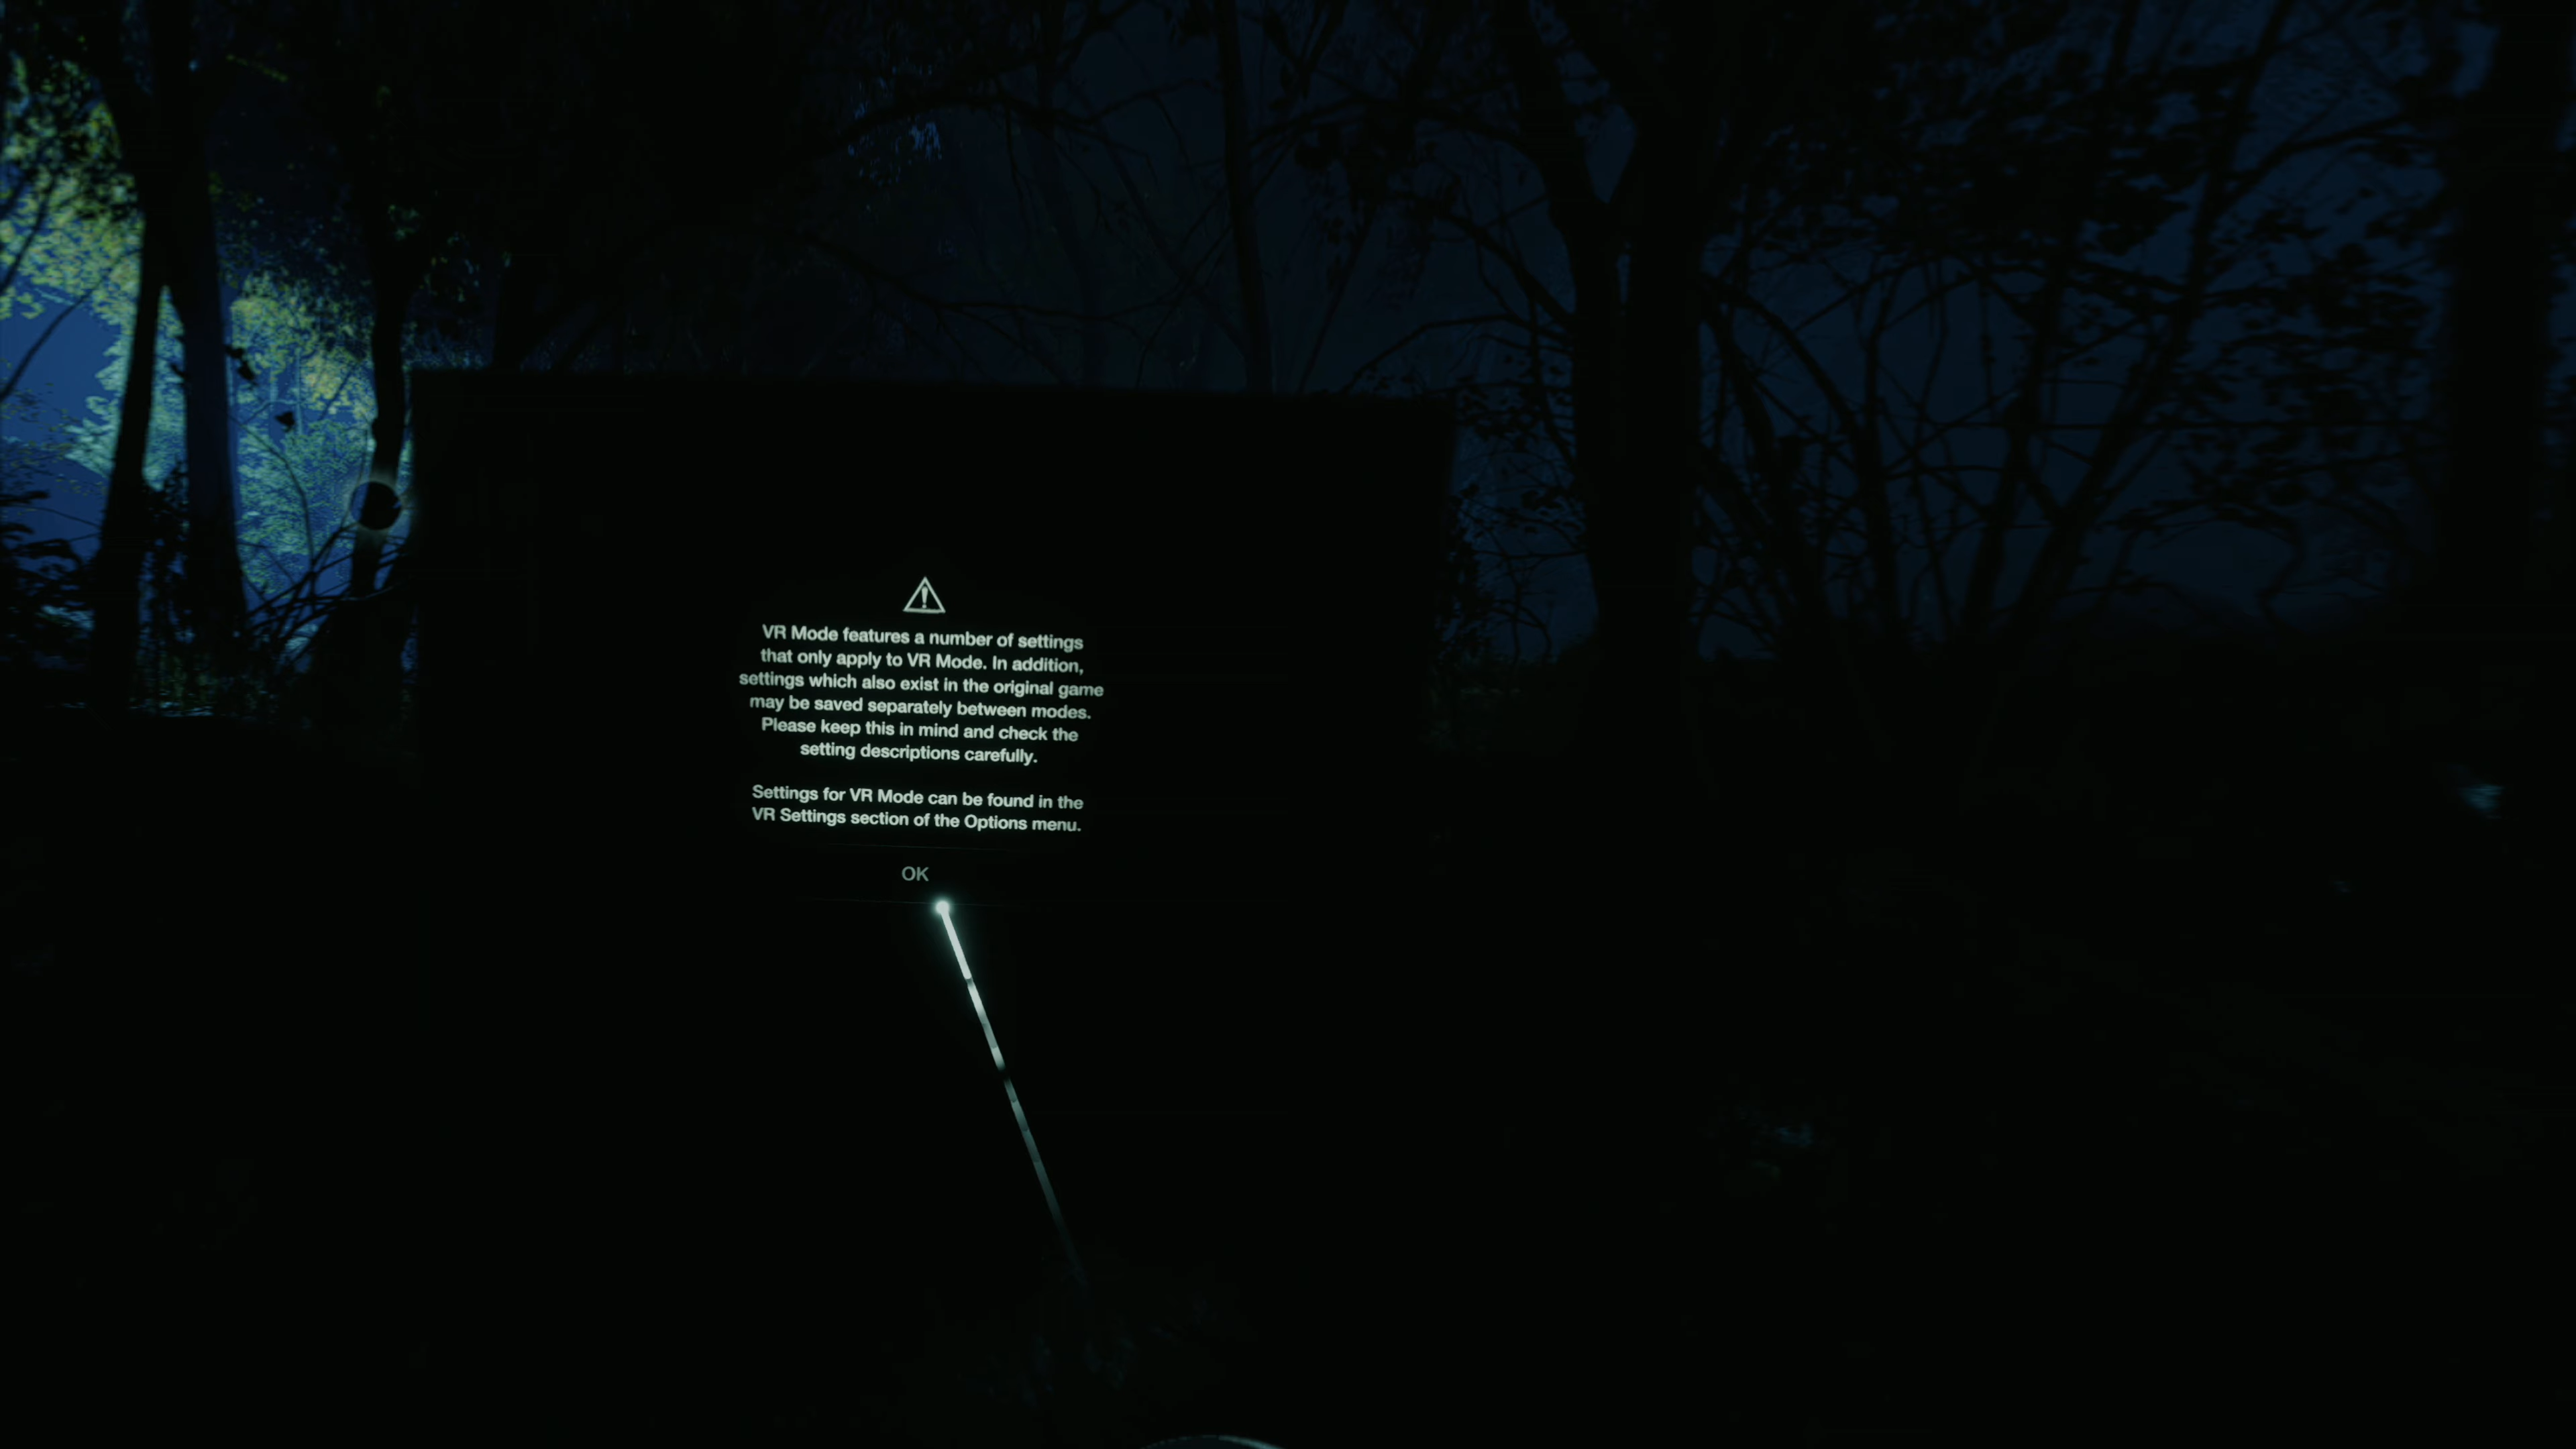 VR Mode features a number of settings
that only apply to VR Mode. In addition,
settings which also exist in the original game
may be saved separately between modes.
Please keep this in mind and check the
setting descriptions carefully.
Settings for VR Mode can be found in the
VR Settings section of the Options menu.
OK